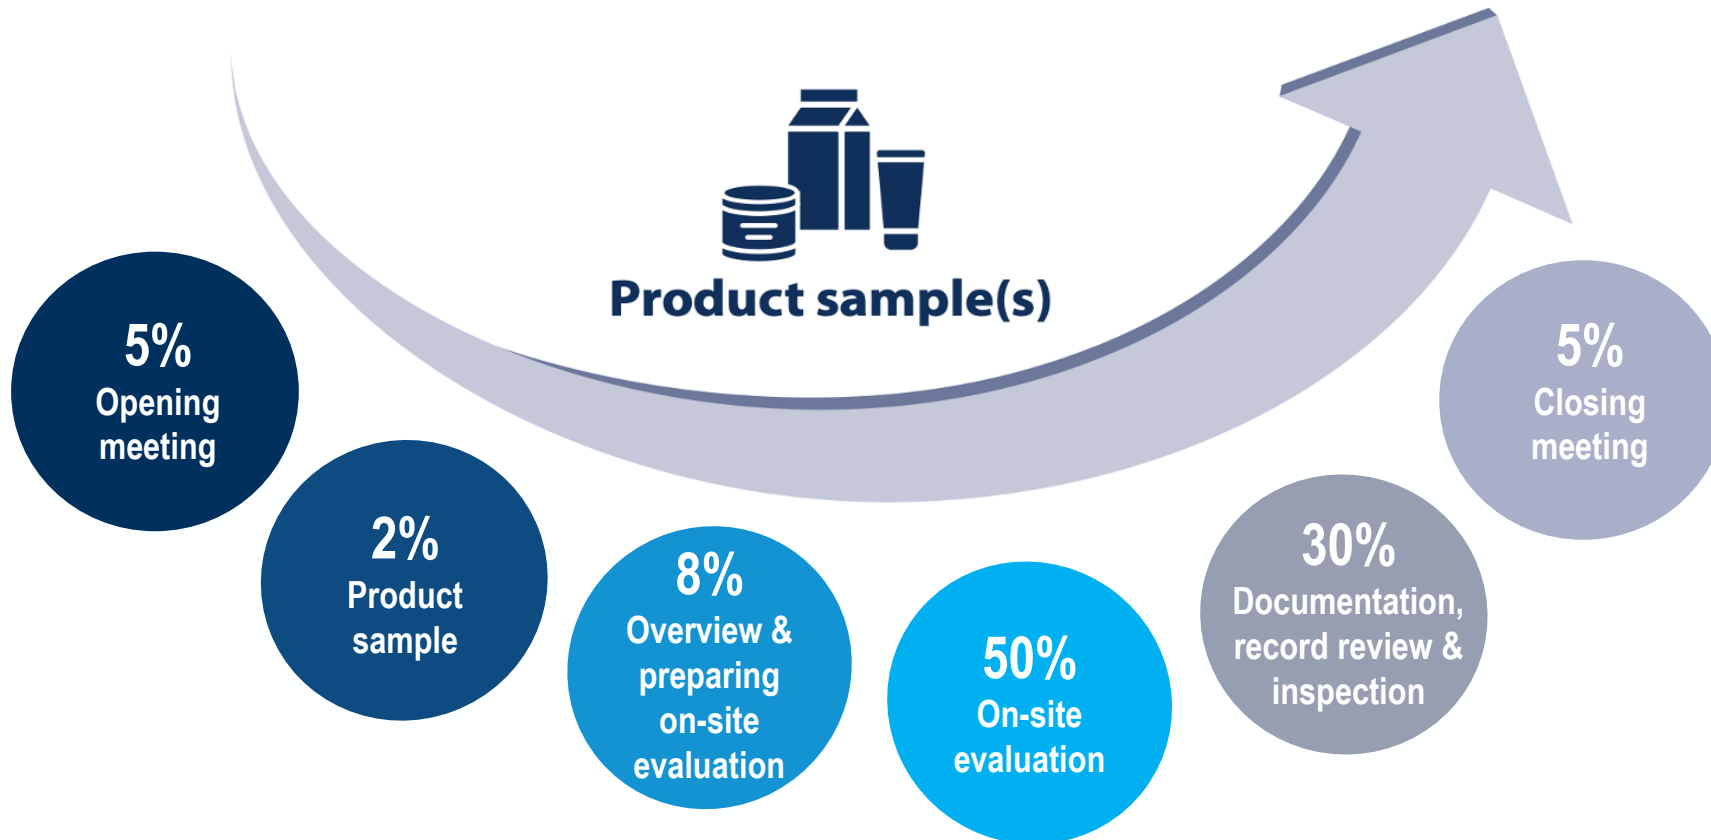 Product sample(s)
5%
Opening
meeting
2%
Product
sample
8%
Overview &
preparing
on-site
evaluation
50%
On-site
evaluation
30%
Documentation,
record review &
inspection
5%
Closing
meeting